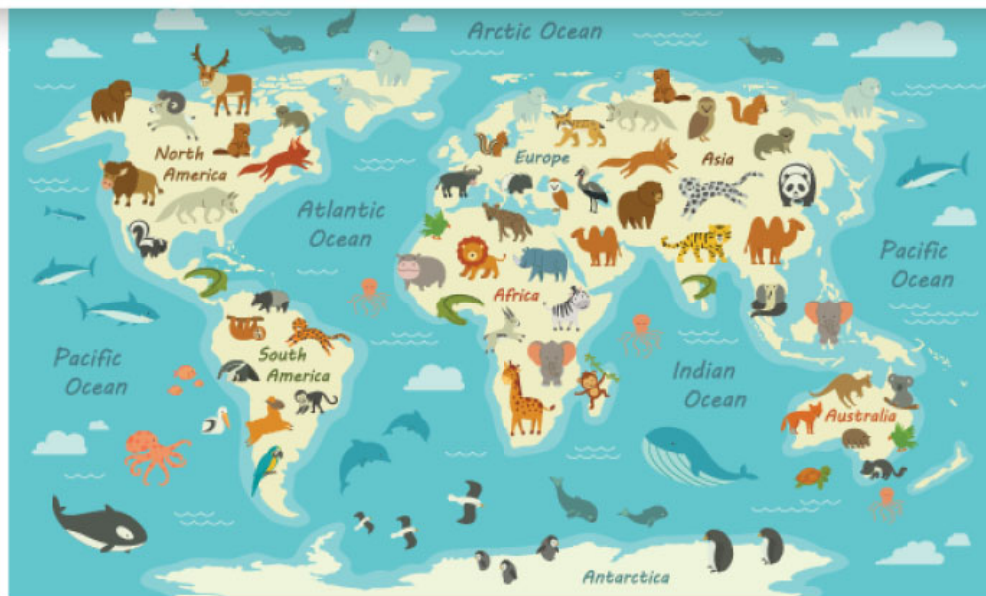 Arctic Ocean
North
America
Europe
Asia
Atlantic
Ocean
Pacific
Ocean
Africa
Pacific
Ocean
South
America
Indian
Ocean
Australia
Antarctica